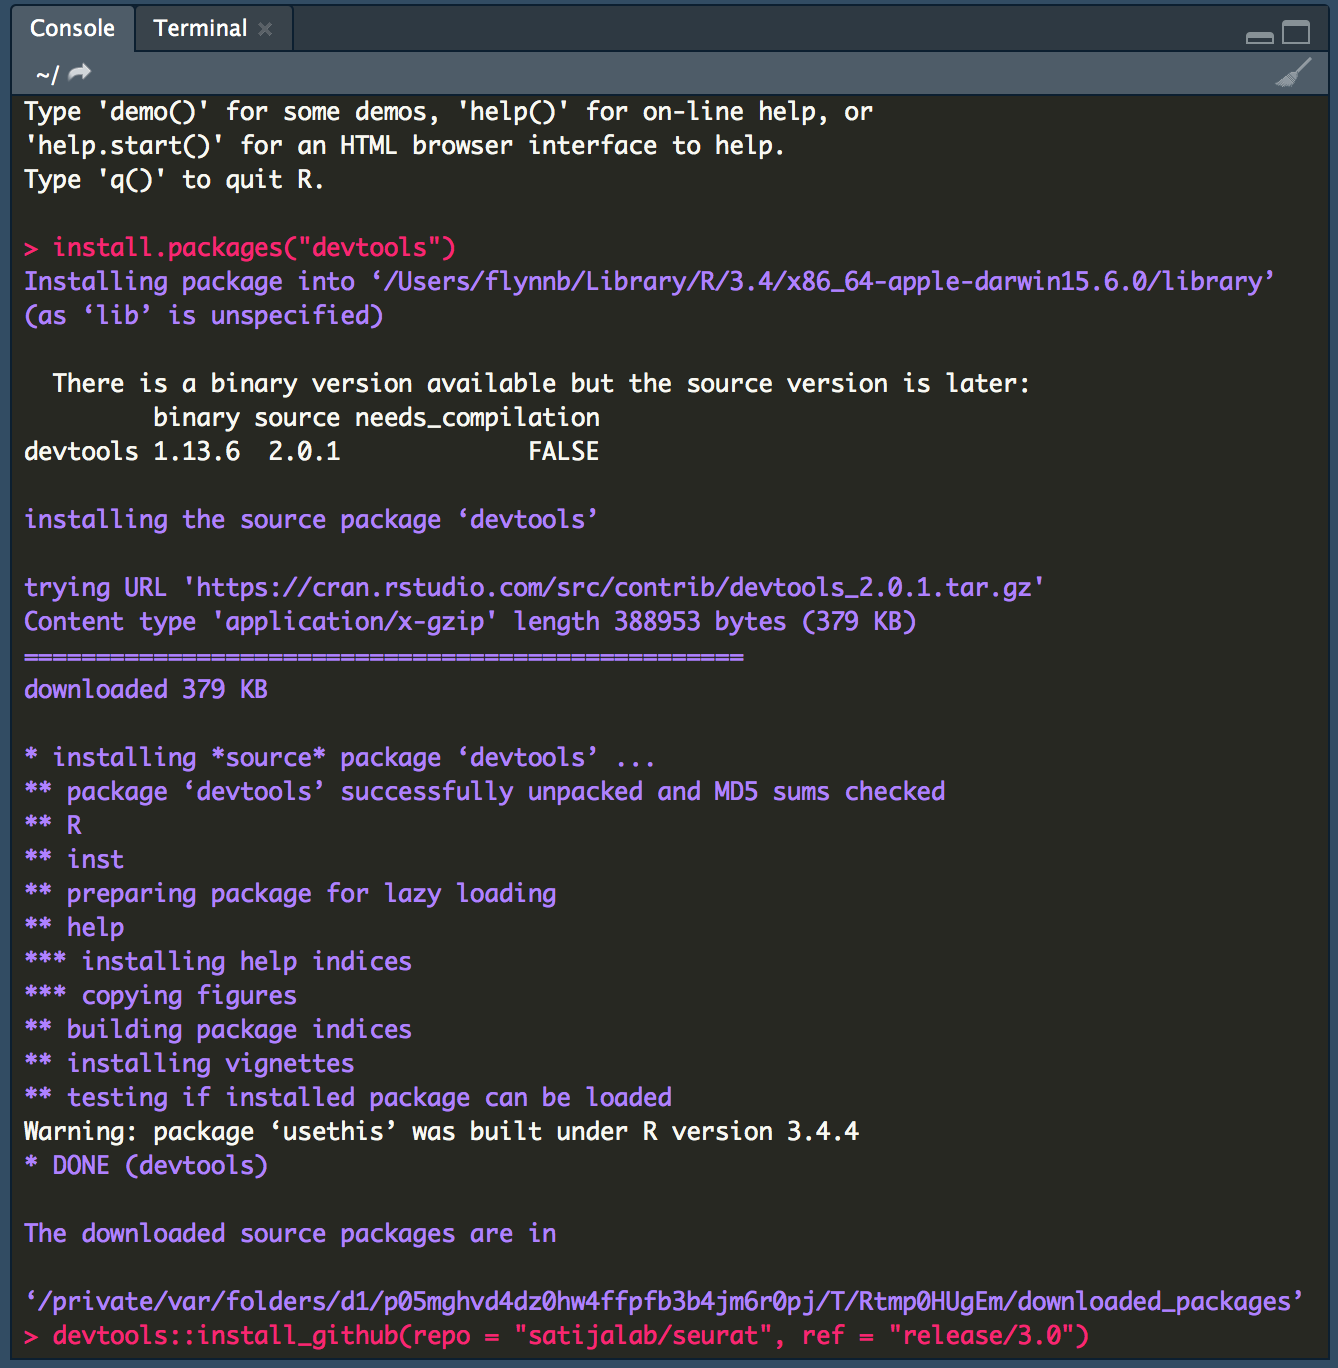 Console Terminal
~/
Type 'demo()' for some demos, 'help()' for on-line help, or
'help.start()' for an HTML browser interface to help.
Type 'q()' to quit R.
> install.packages("devtools")
Installing package into ‘/Users/flynnb/Library/R/3.4/x86_64-apple-darwin15.6.0/library’
(as ‘lib’ is unspecified)
There is a binary version available but the source version is later:
binary source needs_compilation
devtools 1.13.6 2.0.1 FALSE
installing the source package ‘devtools’
trying URL 'https://cran.rstudio.com/src/contrib/devtools_2.0.1.tar.gz'
Content type 'application/x-gzip' length 388953 bytes (379 KB)
==================================================
downloaded 379 KB
* installing *source* package ‘devtools’ ...
** package ‘devtools’ successfully unpacked and MD5 sums checked
** R
** inst
** preparing package for lazy loading
** help
*** installing help indices
*** copying figures
** building package indices
** installing vignettes
** testing if installed package can be loaded
Warning: package ‘usethis’ was built under R version 3.4.4
* DONE (devtools)
The downloaded source packages are in
‘/private/var/folders/d1/p05mghvd4dz0hw4ffpfb3b4jm6r0pj/T/Rtmp0HUgEm/downloaded_packages’
> devtools::install_github(repo = "satijalab/seurat", ref = "release/3.0")